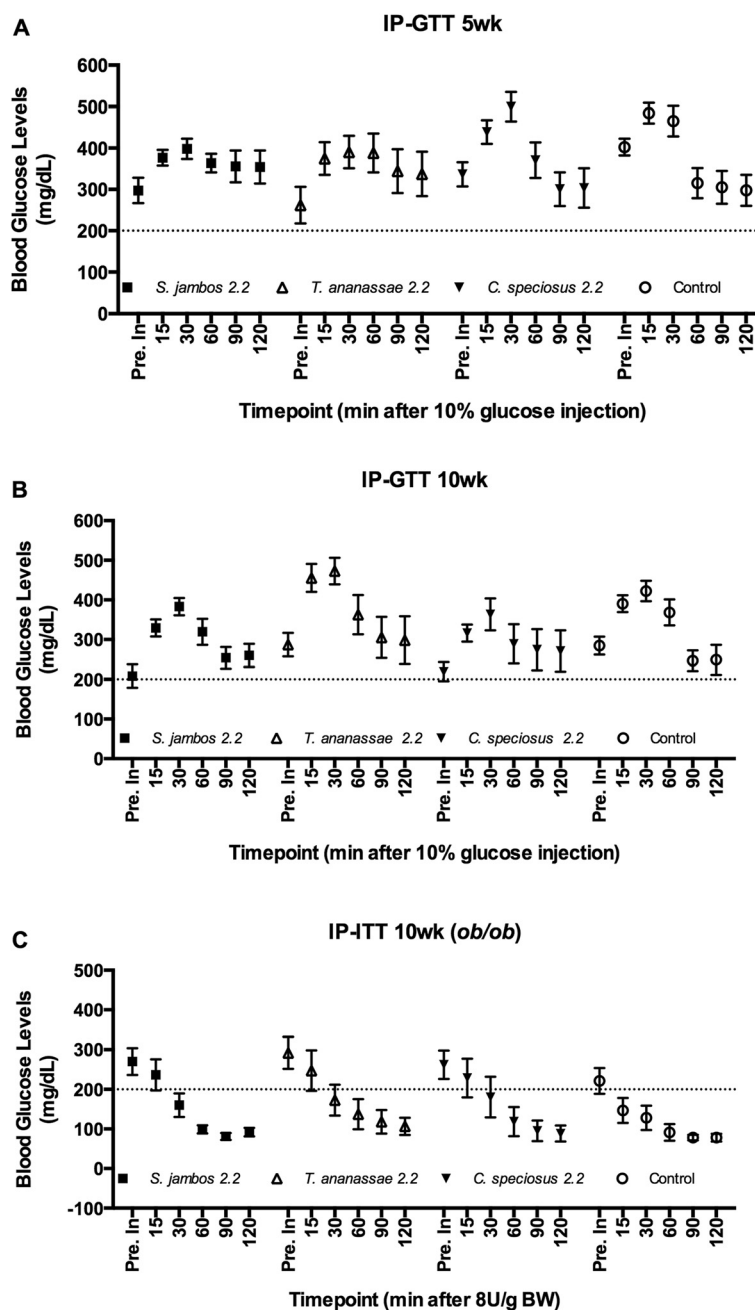 A
IP-GTT 5wk
Blood Glucose Levels
(mg/dL)
600
500
400
300
200
100
0
S. jambos 2.2 T. ananassae 2.2 C. speciosus 2.2 Control
Pre. In 15 30 60 90 120 Pre. In 15 30 60 90 120 Pre. In 15 30 60 90 120 Pre. In 15 30 60 90 120
Timepoint (min after 10% glucose injection)
B
IP-GTT 10wk
Blood Glucose Levels
(mg/dL)
600
500
400
300
200
100
0
S. jambos 2.2 T. ananassae 2.2 C. speciosus 2.2 Control
Pre. In 15 30 60 90 120 Pre. In 15 30 60 90 120 Pre. In 15 30 60 90 120 Pre. In 15 30 60 90 120
Timepoint (min after 10% glucose injection)
C
IP-ITT 10wk (ob/ob)
Blood Glucose Levels
(mg/dL)
500
400
300
200
100
0
-100
S. jambos 2.2 T. ananassae 2.2 C. speciosus 2.2 Control
Pre. In 15 30 60 90 120 Pre. In 15 30 60 90 120 Pre. In 15 30 60 90 120 Pre. In 15 30 60 90 120
Timepoint (min after 8U/g BW)